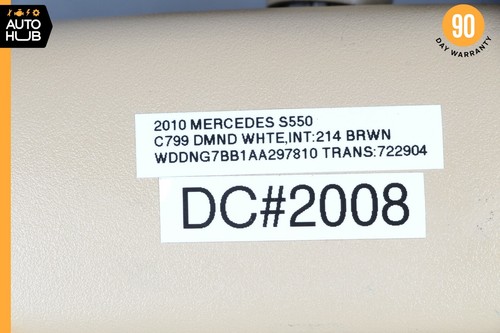 AUTO
HUB
90
DAY WARRANTY
2010 MERCEDES S550
C799 DMND WHTE,INT:214 BRWN
WDDNG7BB1AA297810 TRANS:722904
DC#2008